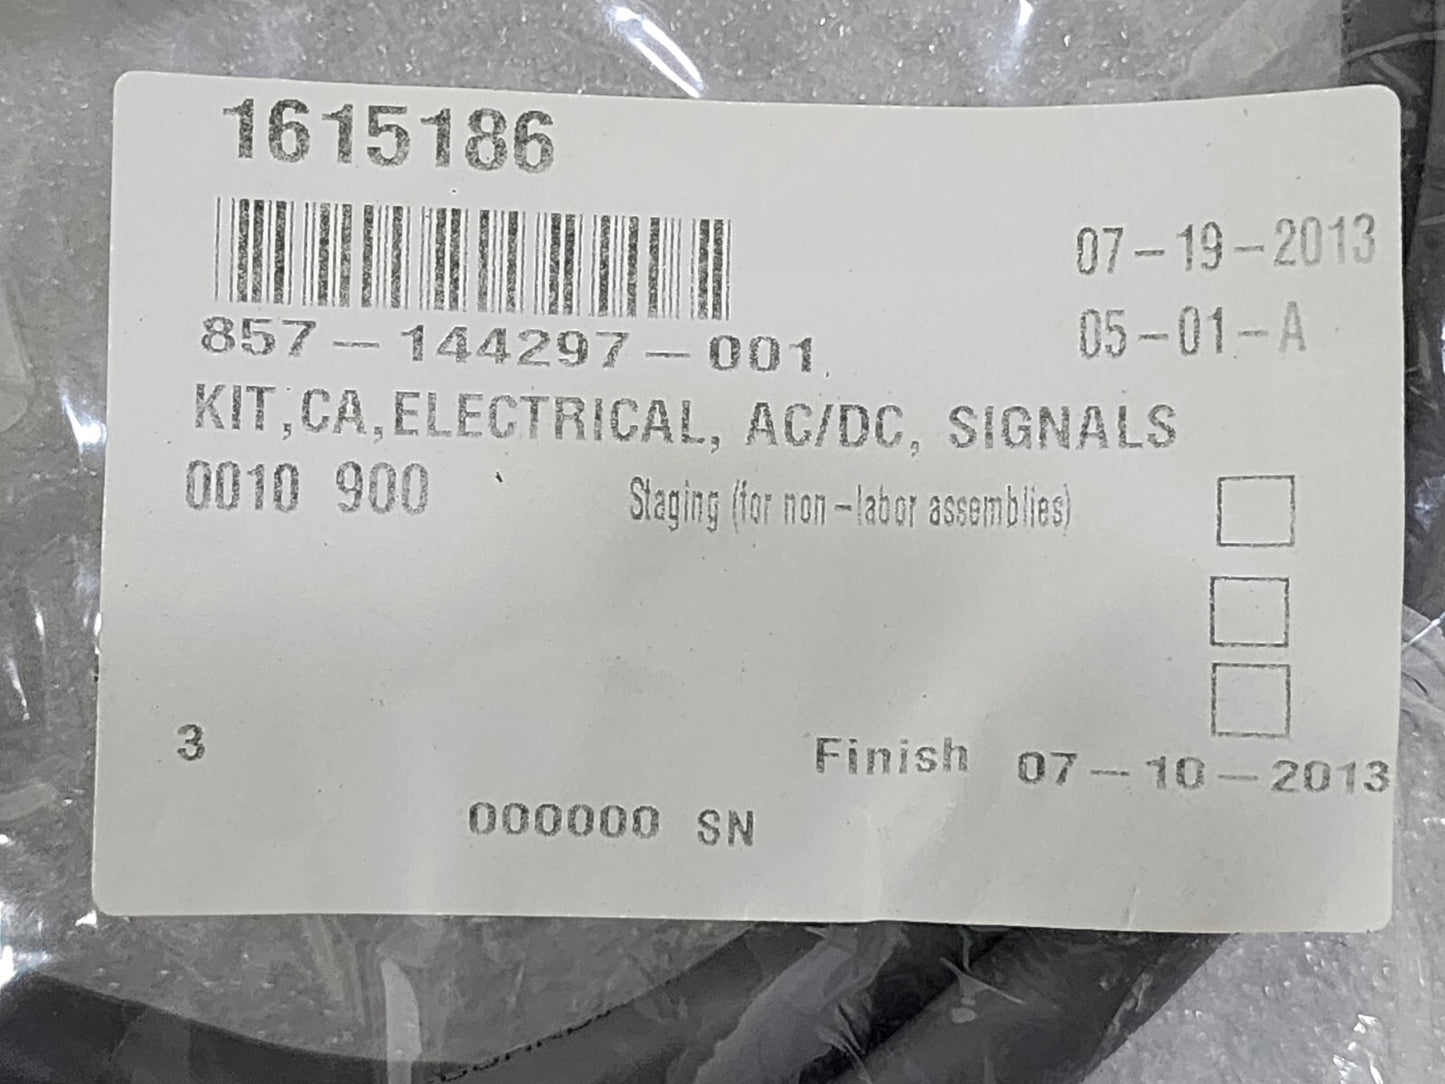 1615186
07-19-2013
857-144297-001
05-01-A
KIT,CA,ELECTRICAL, AC/DC, SIGNALS
0010 900 Staging (for non-labor assemblies)
3
Finish 07-10-2013
000000 SN